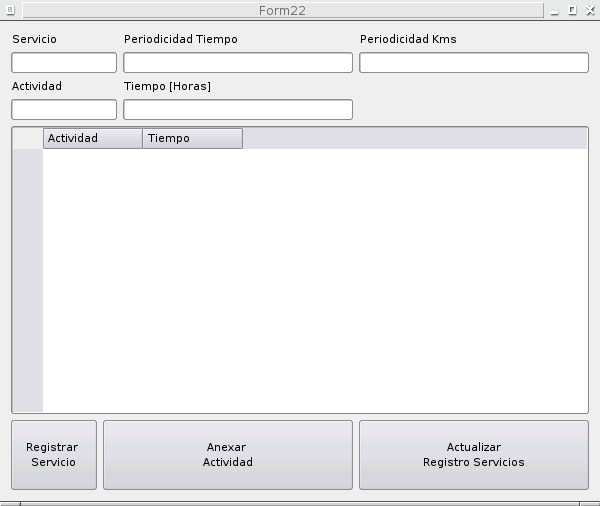 Form22
Servicio Periodicidad Tiempo Periodicidad Kms
Actividad Tiempo [Horas]
Actividad Tiempo
Registrar
Servicio
Anexar
Actividad
Actualizar
Registro Servicios